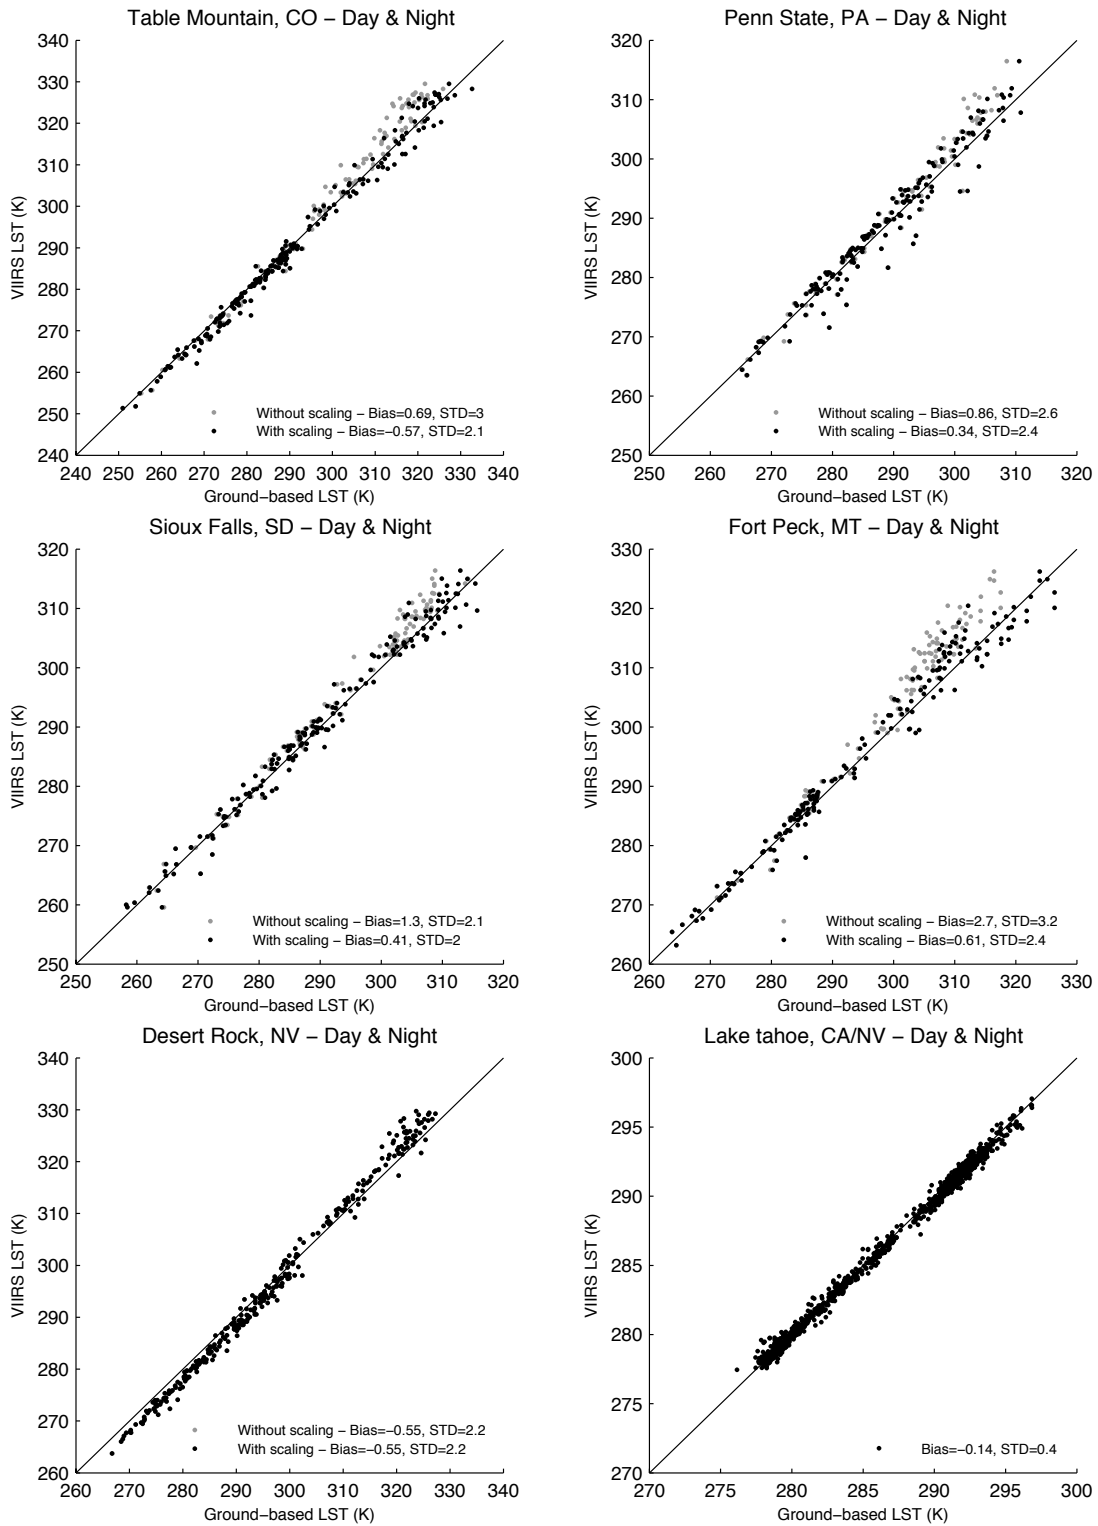 Table Mountain, CO − Day & Night
340
330
320
310
300
290
280
270
260
250
240
VIIRS LST (K)
Without scaling − Bias=0.69, STD=3
With scaling − Bias=−0.57, STD=2.1
240 250 260 270 280 290 300 310 320 330 340
Ground−based LST (K)
Penn State, PA − Day & Night
320
310
300
290
280
270
260
250
VIIRS LST (K)
Without scaling − Bias=0.86, STD=2.6
With scaling − Bias=0.34, STD=2.4
250 260 270 280 290 300 310 320
Ground−based LST (K)
Sioux Falls, SD − Day & Night
320
310
300
290
280
270
260
250
VIIRS LST (K)
Without scaling − Bias=1.3, STD=2.1
With scaling − Bias=0.41, STD=2
250 260 270 280 290 300 310 320
Ground−based LST (K)
Fort Peck, MT − Day & Night
330
320
310
300
290
280
270
260
VIIRS LST (K)
Without scaling − Bias=2.7, STD=3.2
With scaling − Bias=0.61, STD=2.4
260 270 280 290 300 310 320 330
Ground−based LST (K)
Desert Rock, NV − Day & Night
340
330
320
310
300
290
280
270
260
VIIRS LST (K)
Without scaling − Bias=−0.55, STD=2.2
With scaling − Bias=−0.55, STD=2.2
260 270 280 290 300 310 320 330 340
Ground−based LST (K)
Lake tahoe, CA/NV − Day & Night
300
295
290
285
280
275
270
VIIRS LST (K)
Bias=−0.14, STD=0.4
270 275 280 285 290 295 300
Ground−based LST (K)